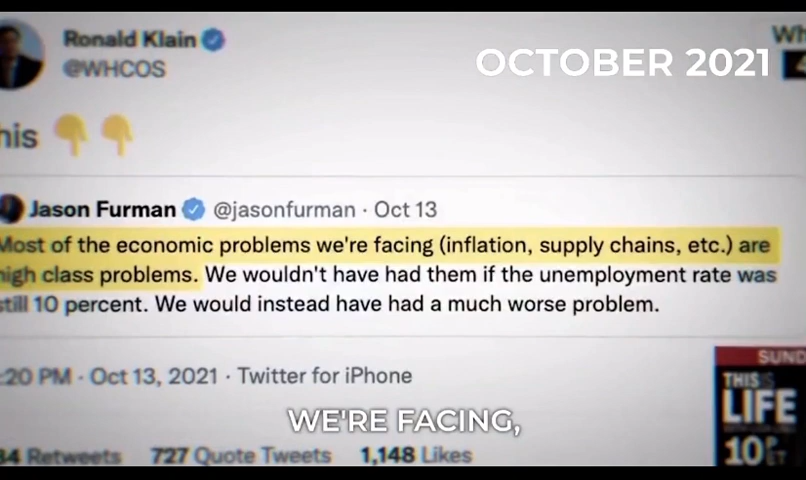 Ronald Klain
@WHCOS
OCTOBER 2021
Jason Furman @jasonfurman · Oct 13
Most of the economic problems we're facing (inflation, supply chains, etc.) are
high class problems. We wouldn't have had them if the unemployment rate was
still 10 percent. We would instead have had a much worse problem.
:20 PM · Oct 13, 2021 · Twitter for iPhone
WE'RE FACING,
Retweets 727 Quote Tweets 1,148 Likes
THIS IS
LIFE